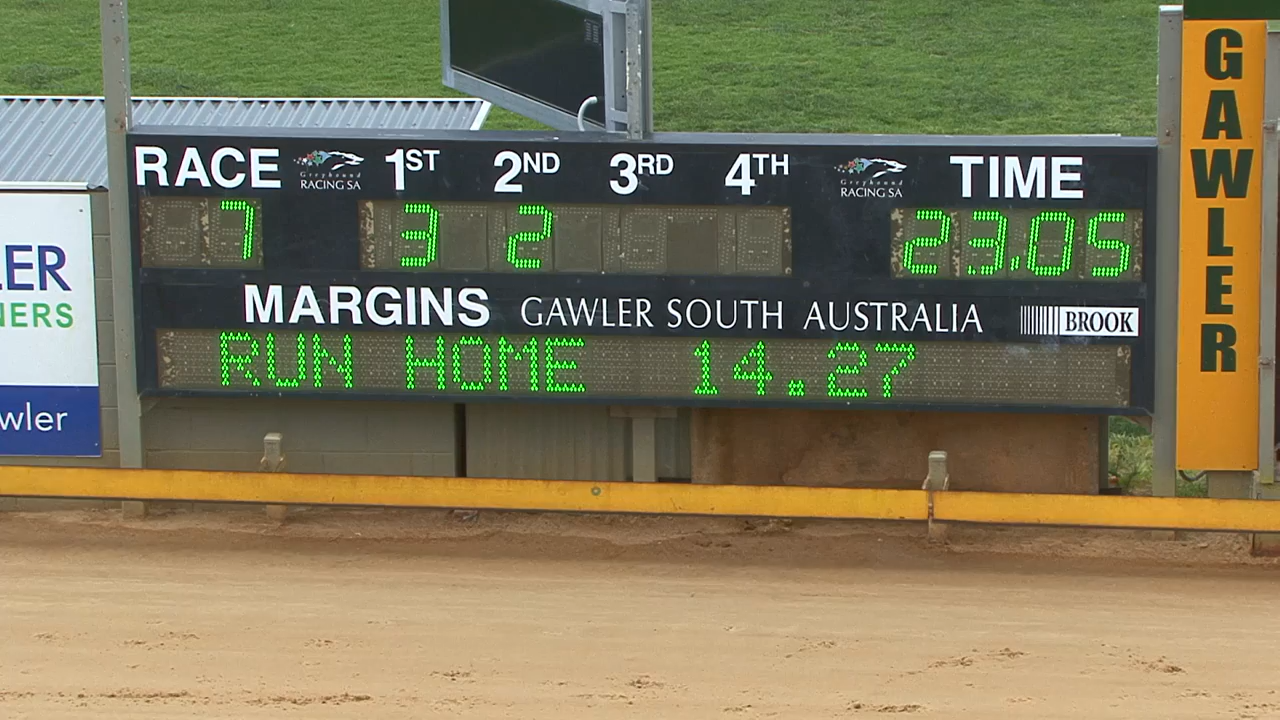 RACE Greyhound RACING SA 1ST 2ND 3RD 4TH Greyhound RACING SA TIME
7 3 2 23.05
MARGINS GAWLER SOUTH AUSTRALIA BROOK
RUN HOME 14.27
GAWLER
LER
NERS
wler